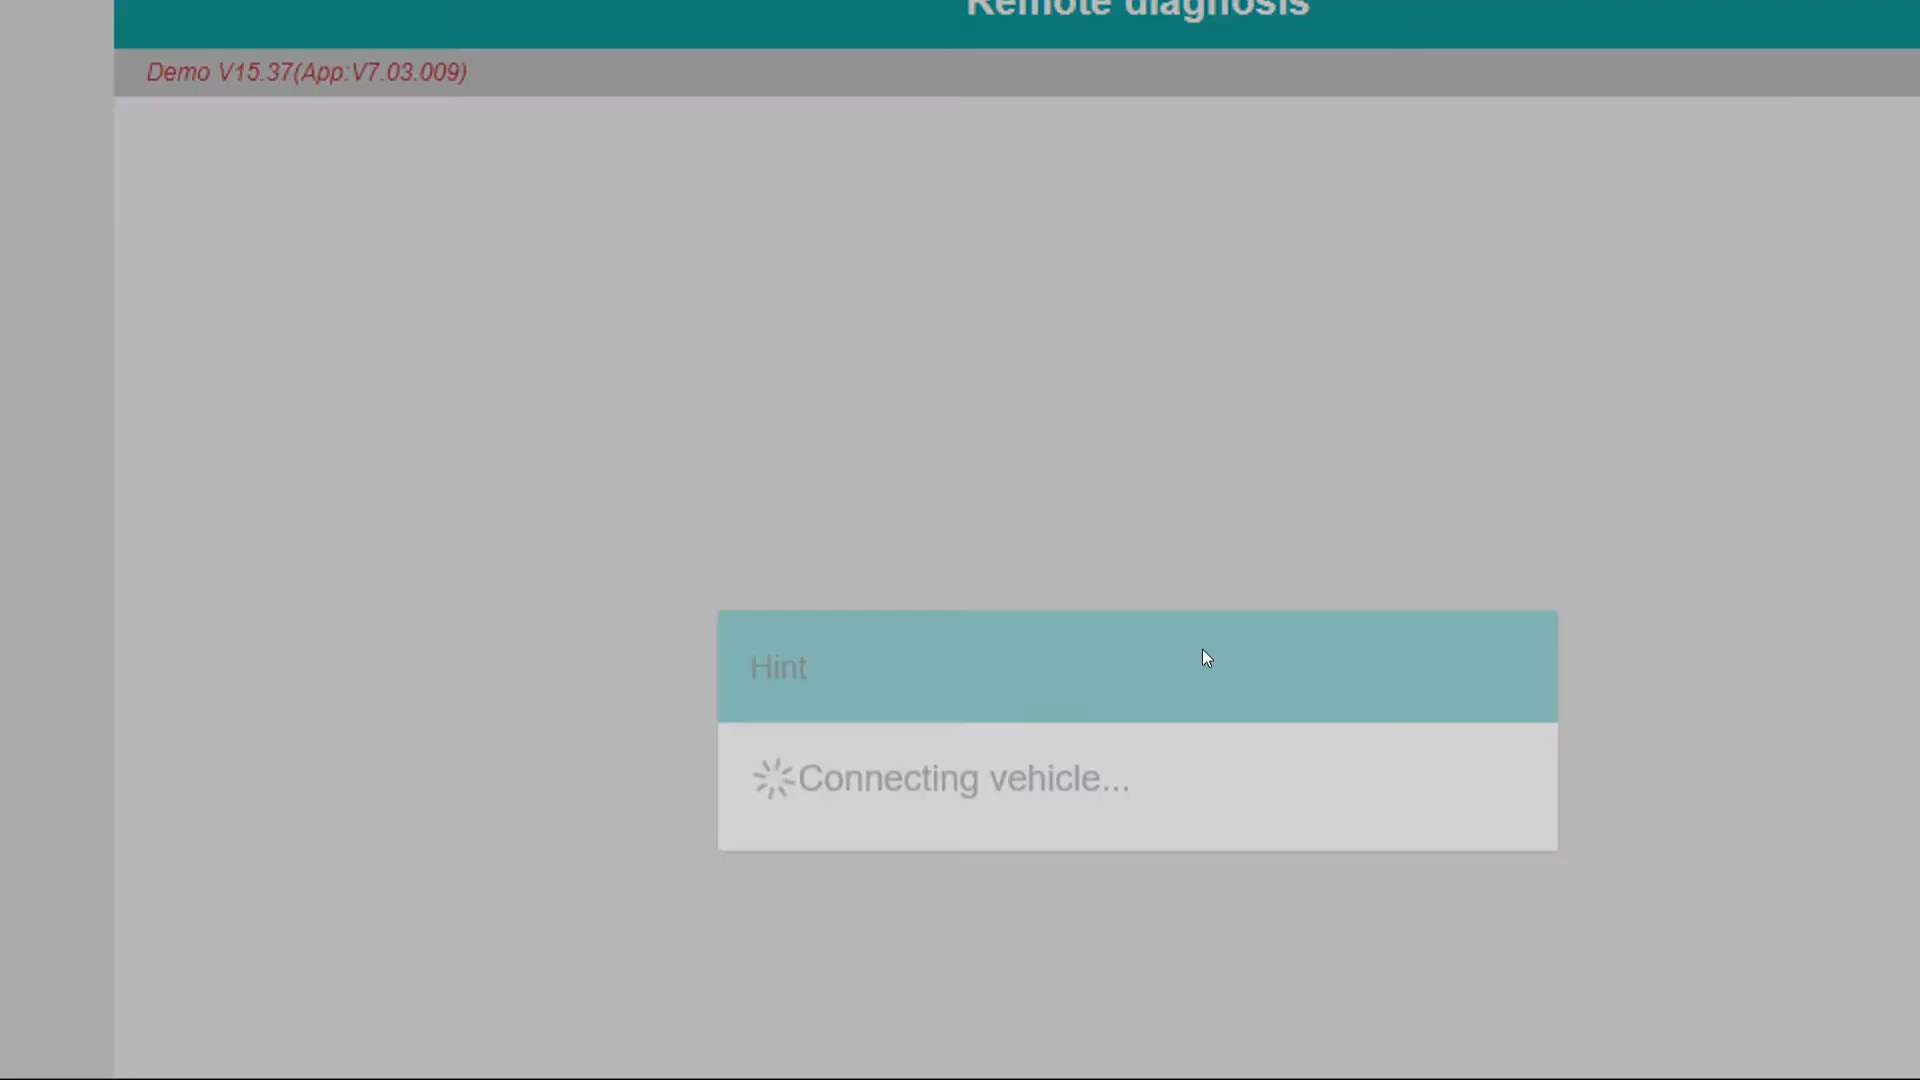 Remote diagnosis
Demo V15.37(App:V7.03.009)
Hint
Connecting vehicle...